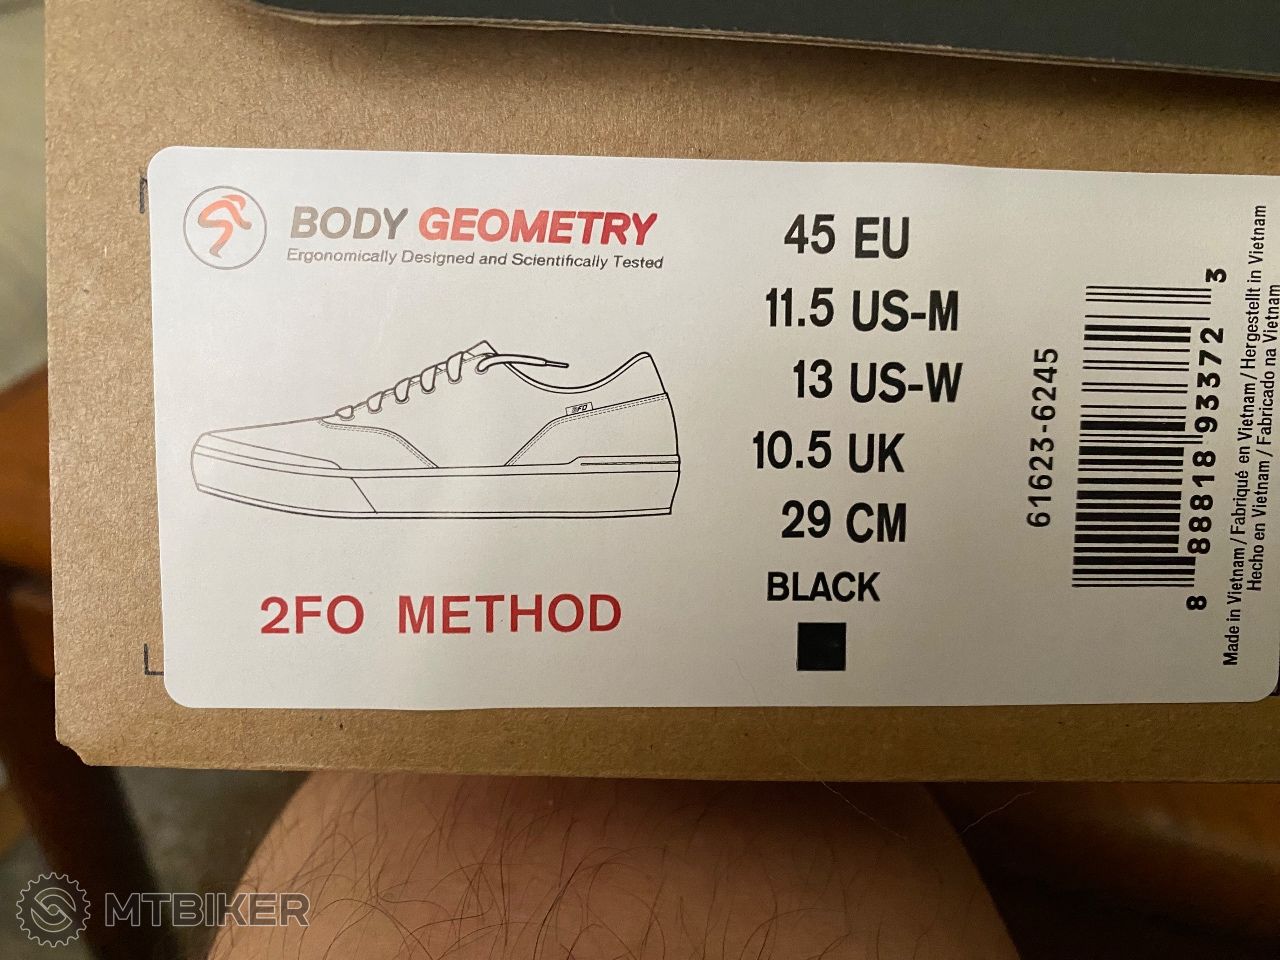 BODY GEOMETRY
Ergonomically Designed and Scientifically Tested
2FO
2FO METHOD
45 EU
11.5 US-M
13 US-W
10.5 UK
29 CM
BLACK
61623-6245
8 88818 93372 3
Made in Vietnam / Fabriqué en Vietnam / Hergestellt in Vietnam
Hecho en Vietnam / Fabricado na Vietnam
MTBIKER